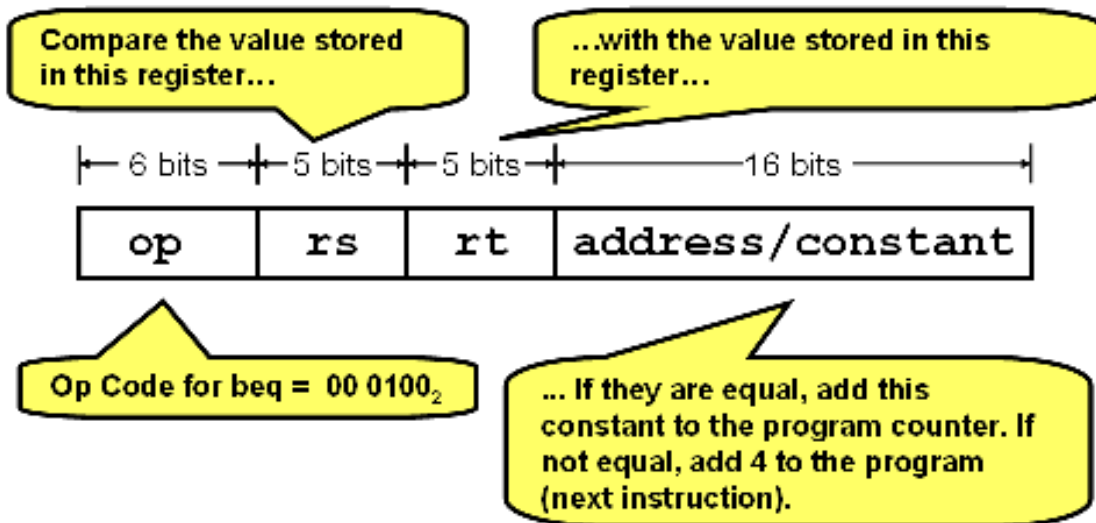 Compare the value stored
in this register...
...with the value stored in this
register...
6 bits 5 bits 5 bits 16 bits
op rs rt address/constant
Op Code for beq = 00 0100₂
... If they are equal, add this
constant to the program counter. If
not equal, add 4 to the program
(next instruction).